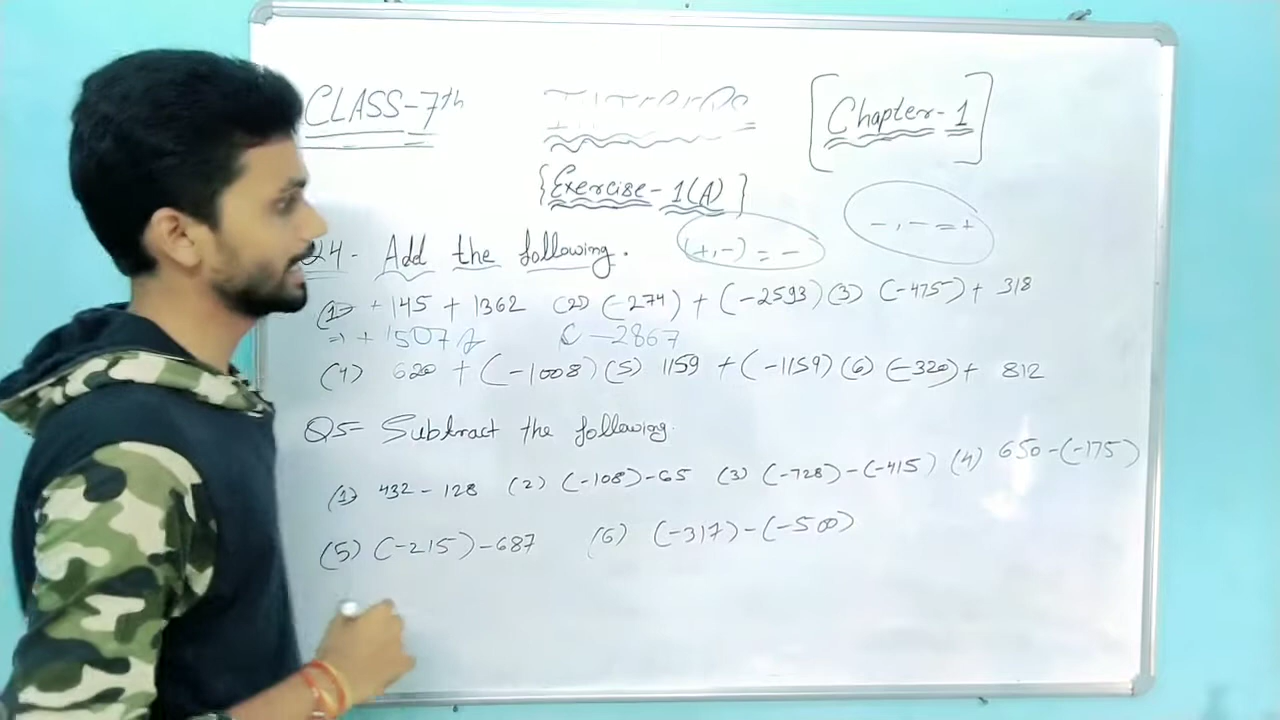 CLASS-7th
[Chapter-1]
{Exercise-1(A)}
Q4- Add the following. (+,-) = - -,- = +
(1) +145 + 1362 (2) (-274) + (-2593) (3) (-475) + 318
⇒ + 1507 -2867
(4) 620 + (-1008) (5) 1159 + (-1159) (6) (-320) + 812
Q5- Subtract the following.
(1) 432 - 128 (2) (-108) - 65 (3) (-728) - (-415) (4) 650 - (-175)
(5) (-215) - 687 (6) (-317) - (-500)